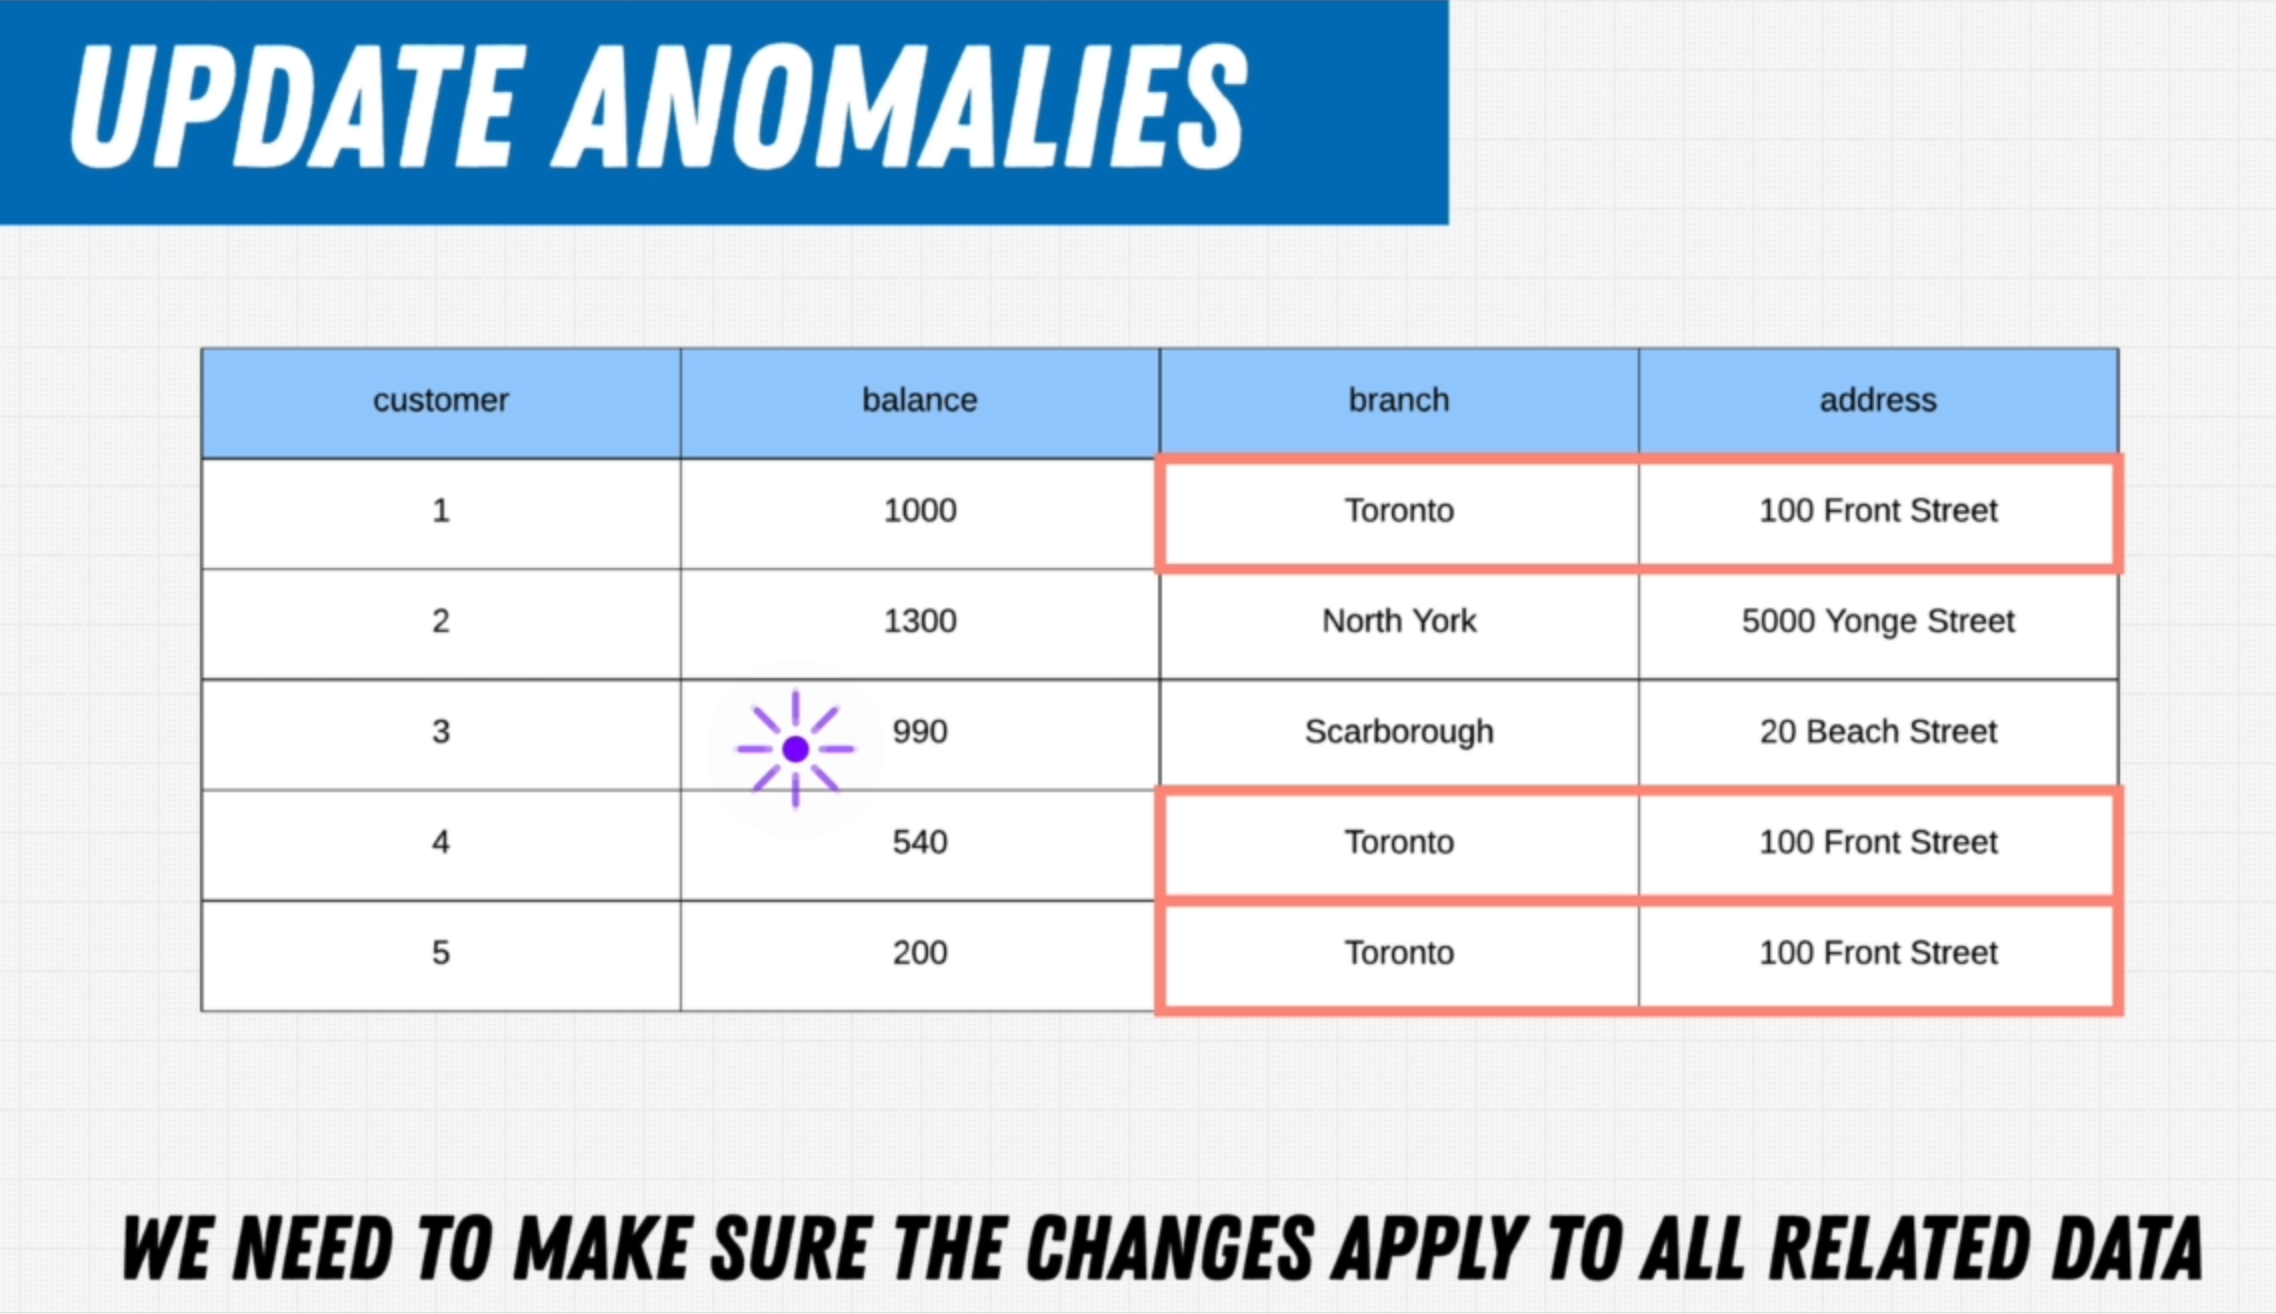 UPDATE ANOMALIES
customer balance branch address
1 1000 Toronto 100 Front Street
2 1300 North York 5000 Yonge Street
3 990 Scarborough 20 Beach Street
4 540 Toronto 100 Front Street
5 200 Toronto 100 Front Street
WE NEED TO MAKE SURE THE CHANGES APPLY TO ALL RELATED DATA